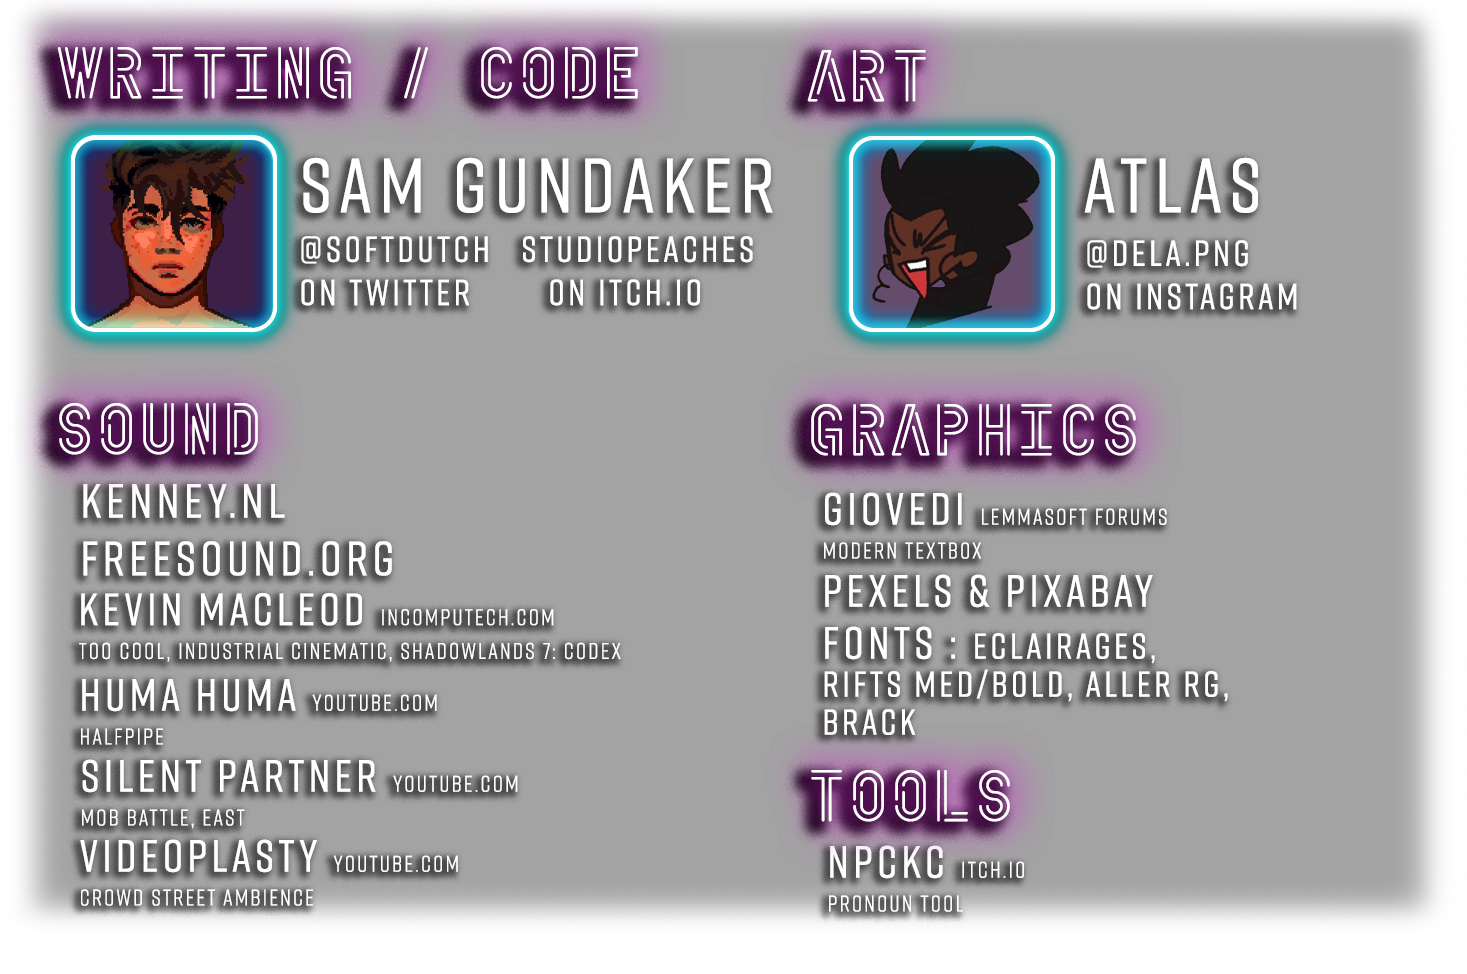 WRITING / CODE
SAM GUNDAKER
@SOFTDUTCH
ON TWITTER
STUDIOPEACHES
ON ITCH.IO
ART
ATLAS
@DELA.PNG
ON INSTAGRAM
SOUND
KENNEY.NL
FREESOUND.ORG
KEVIN MACLEOD INCOMPUTECH.COM
TOO COOL, INDUSTRIAL CINEMATIC, SHADOWLANDS 7: CODEX
HUMA HUMA YOUTUBE.COM
HALFPIPE
SILENT PARTNER YOUTUBE.COM
MOB BATTLE, EAST
VIDEOPLASTY YOUTUBE.COM
CROWD STREET AMBIENCE
GRAPHICS
GIOVEDI LEMMASOFT FORUMS
MODERN TEXTBOX
PEXELS & PIXABAY
FONTS : ECLAIRAGES,
RIFTS MED/BOLD, ALLER RG,
BRACK
TOOLS
NPCKC ITCH.IO
PRONOUN TOOL